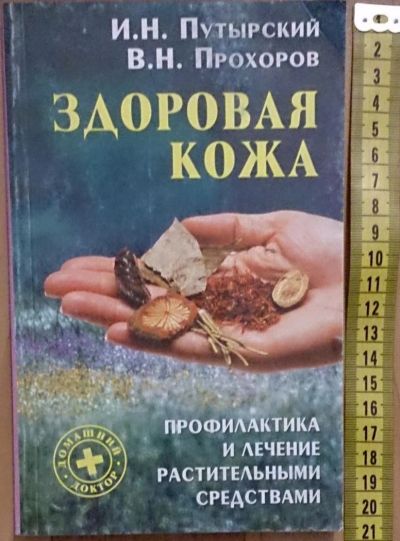 И.Н. ПУТЫРСКИЙ
В.Н. ПРОХОРОВ
ЗДОРОВАЯ
КОЖА
ПРОФИЛАКТИКА
И ЛЕЧЕНИЕ
РАСТИТЕЛЬНЫМИ
СРЕДСТВАМИ
ДОМАШНИЙ
ДОКТОР
1
2
3
4
5
6
7
8
9
10
11
12
13
14
15
16
17
18
19
20
21